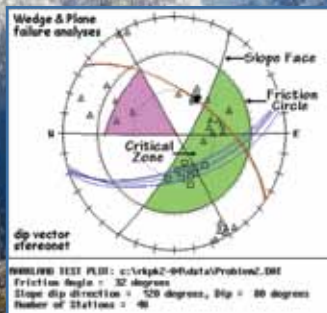 Wedge & Plane
failure analyses
Slope Face
Friction
Circle
W
E
Critical
Zone
dip vector
stereonet
MARKLAND TEST PLOT: c:\rkpk2-04\data\Problem2.DAT
Friction Angle = 32 degrees
Slope dip direction = 120 degrees, Dip = 80 degrees
Number of Stations = 40